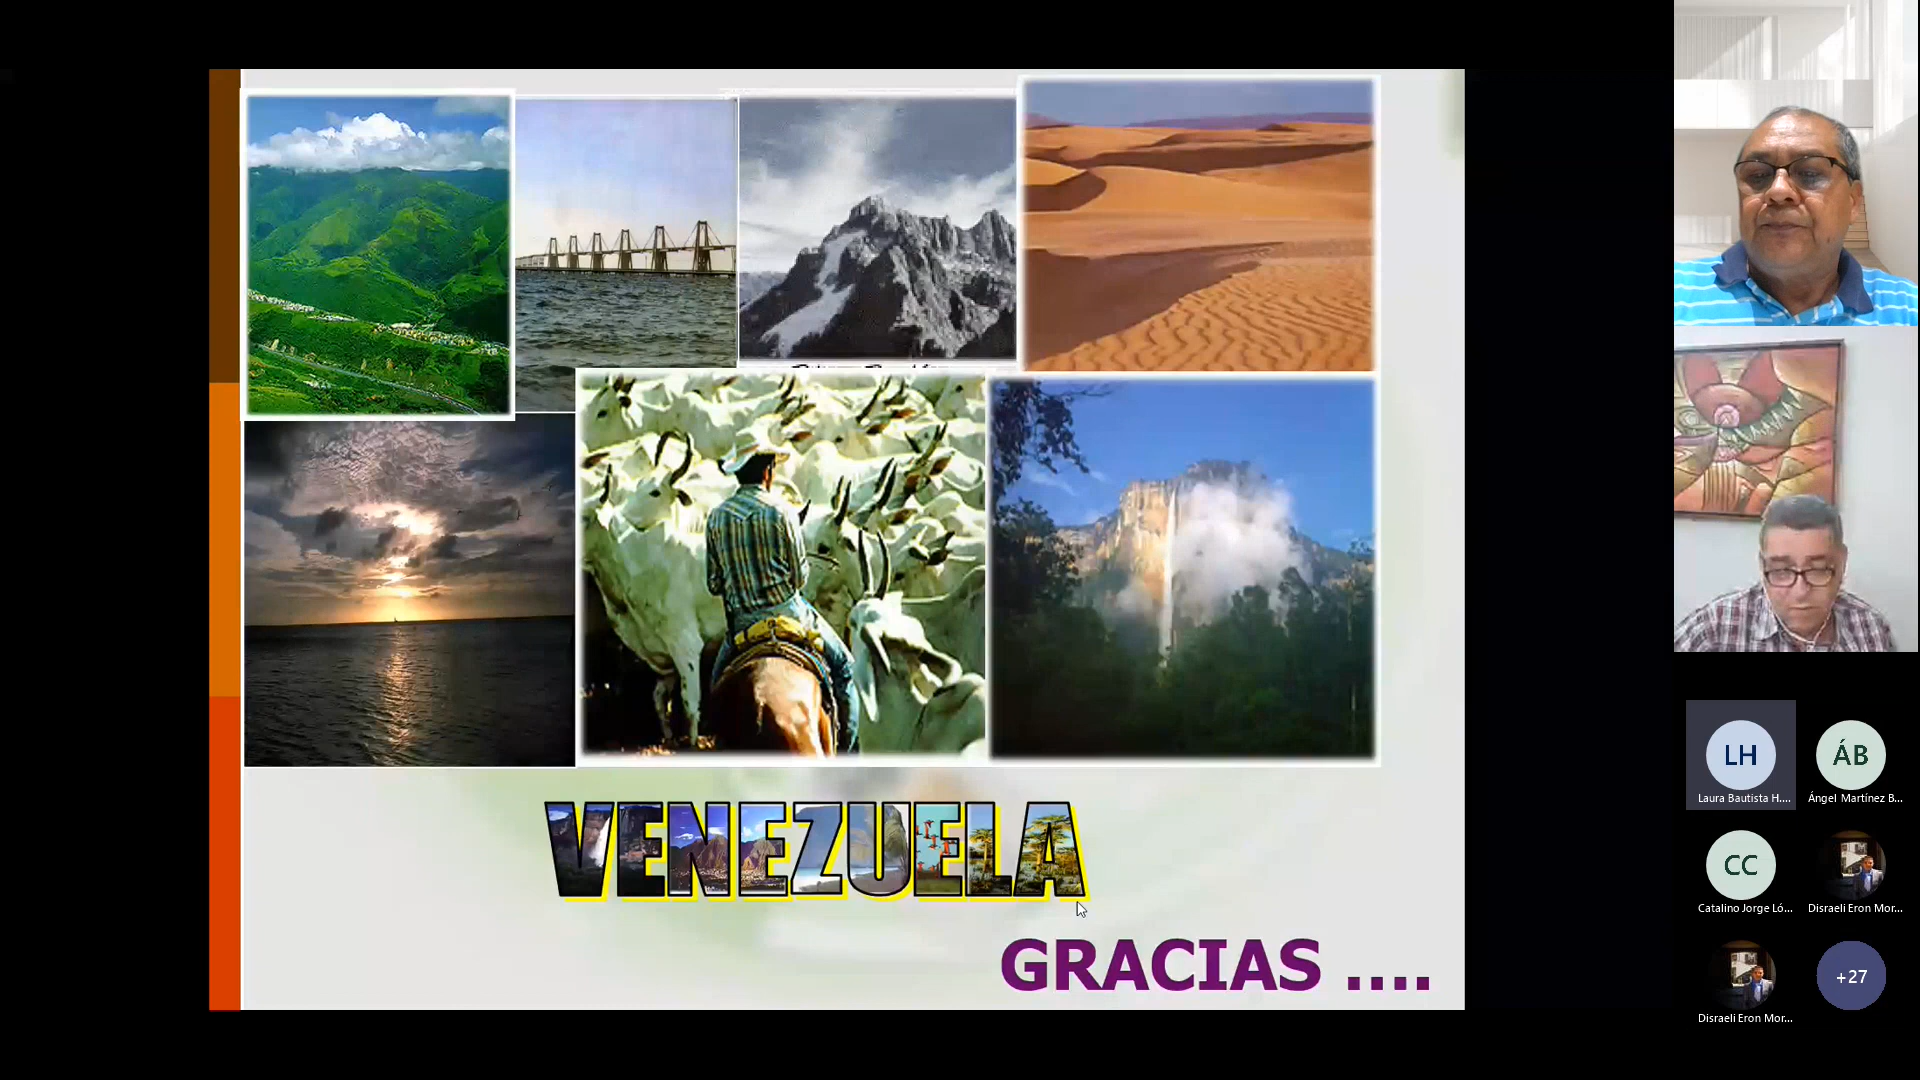 VENEZUELA
GRACIAS ....
LH
Laura Bautista H....
ÁB
Ángel Martínez B...
CC
Catalino Jorge Ló...
Disraeli Eron Mor...
Disraeli Eron Mor...
+27